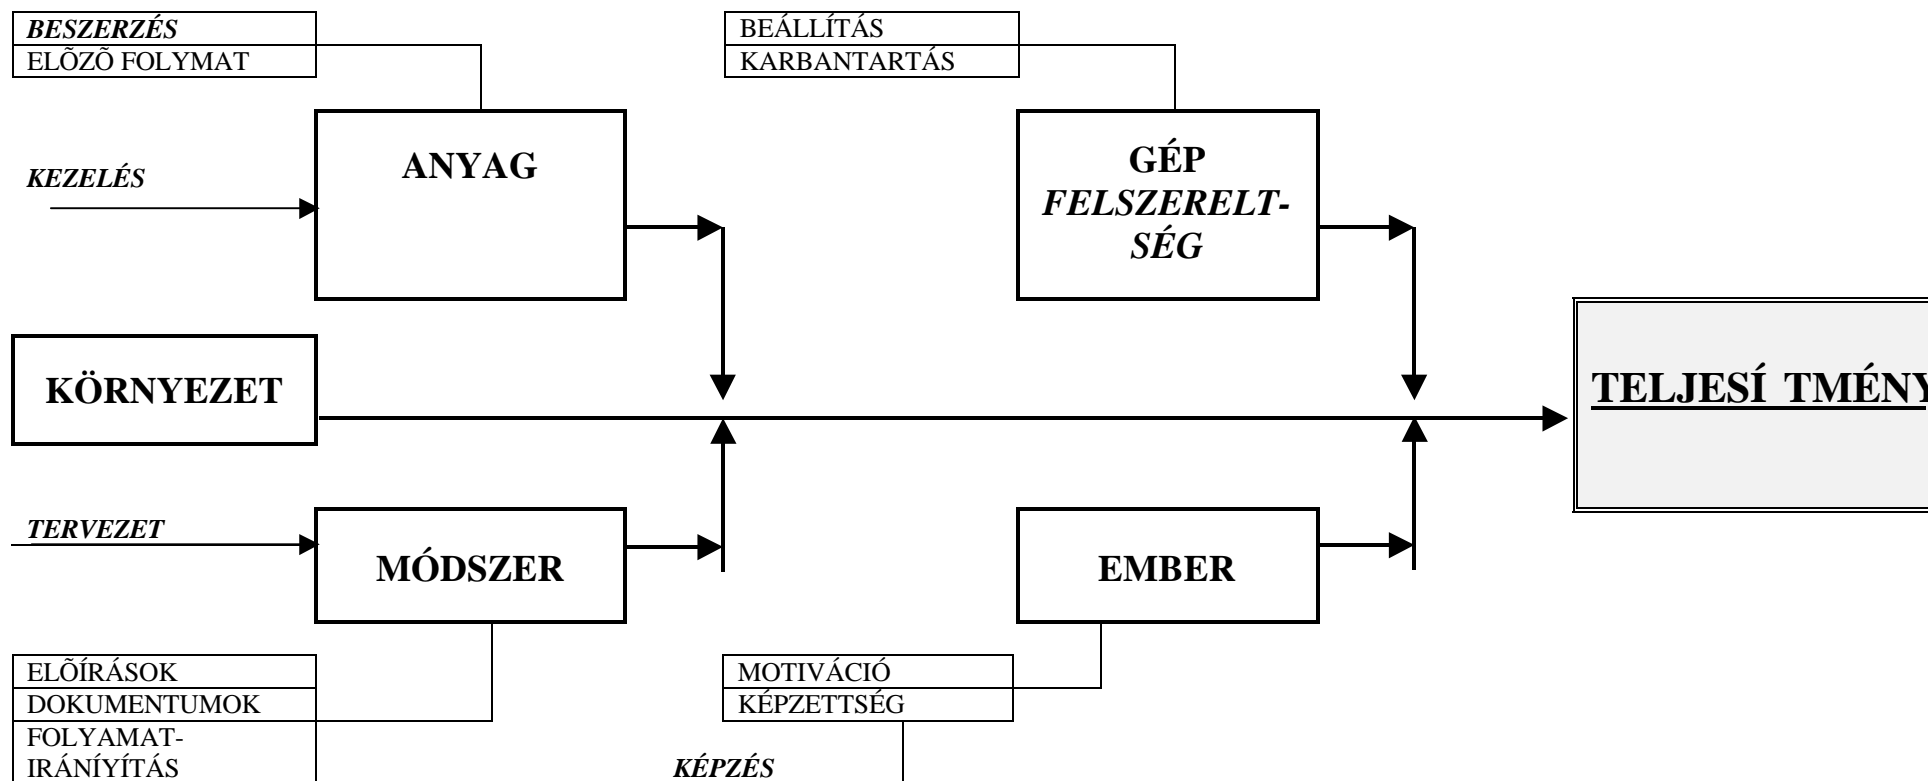 BESZERZÉS
ELÕZÕ FOLYMAT
BEÁLLÍTÁS
KARBANTARTÁS
KEZELÉS
ANYAG
GÉP
FELSZERELT-
SÉG
KÖRNYEZET
TELJESÍ TMÉNY
TERVEZET
MÓDSZER
EMBER
ELÕÍRÁSOK
DOKUMENTUMOK
FOLYAMAT-
IRÁNÍYÍTÁS
MOTIVÁCIÓ
KÉPZETTSÉG
KÉPZÉS